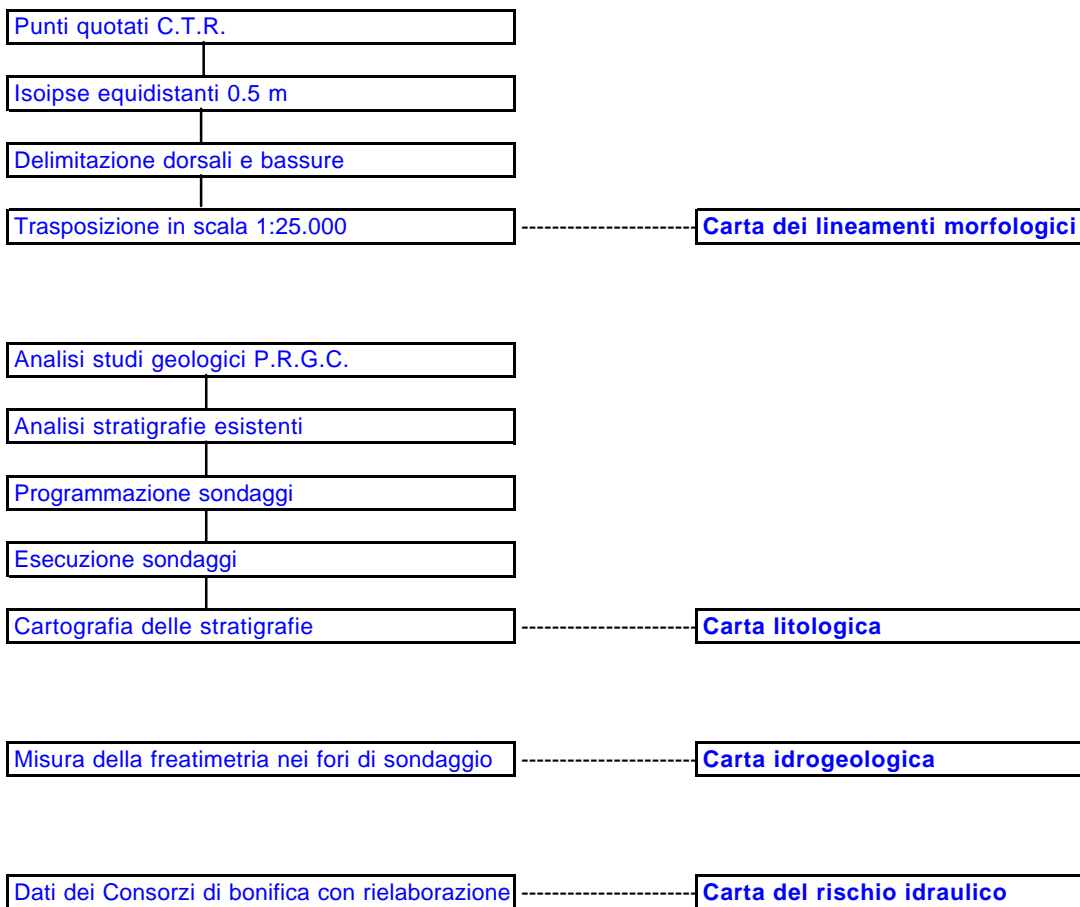 Punti quotati C.T.R.
Isoipse equidistanti 0.5 m
Delimitazione dorsali e bassure
Trasposizione in scala 1:25.000
Carta dei lineamenti morfologici
Analisi studi geologici P.R.G.C.
Analisi stratigrafie esistenti
Programmazione sondaggi
Esecuzione sondaggi
Cartografia delle stratigrafie
Carta litologica
Misura della freatimetria nei fori di sondaggio
Carta idrogeologica
Dati dei Consorzi di bonifica con rielaborazione
Carta del rischio idraulico